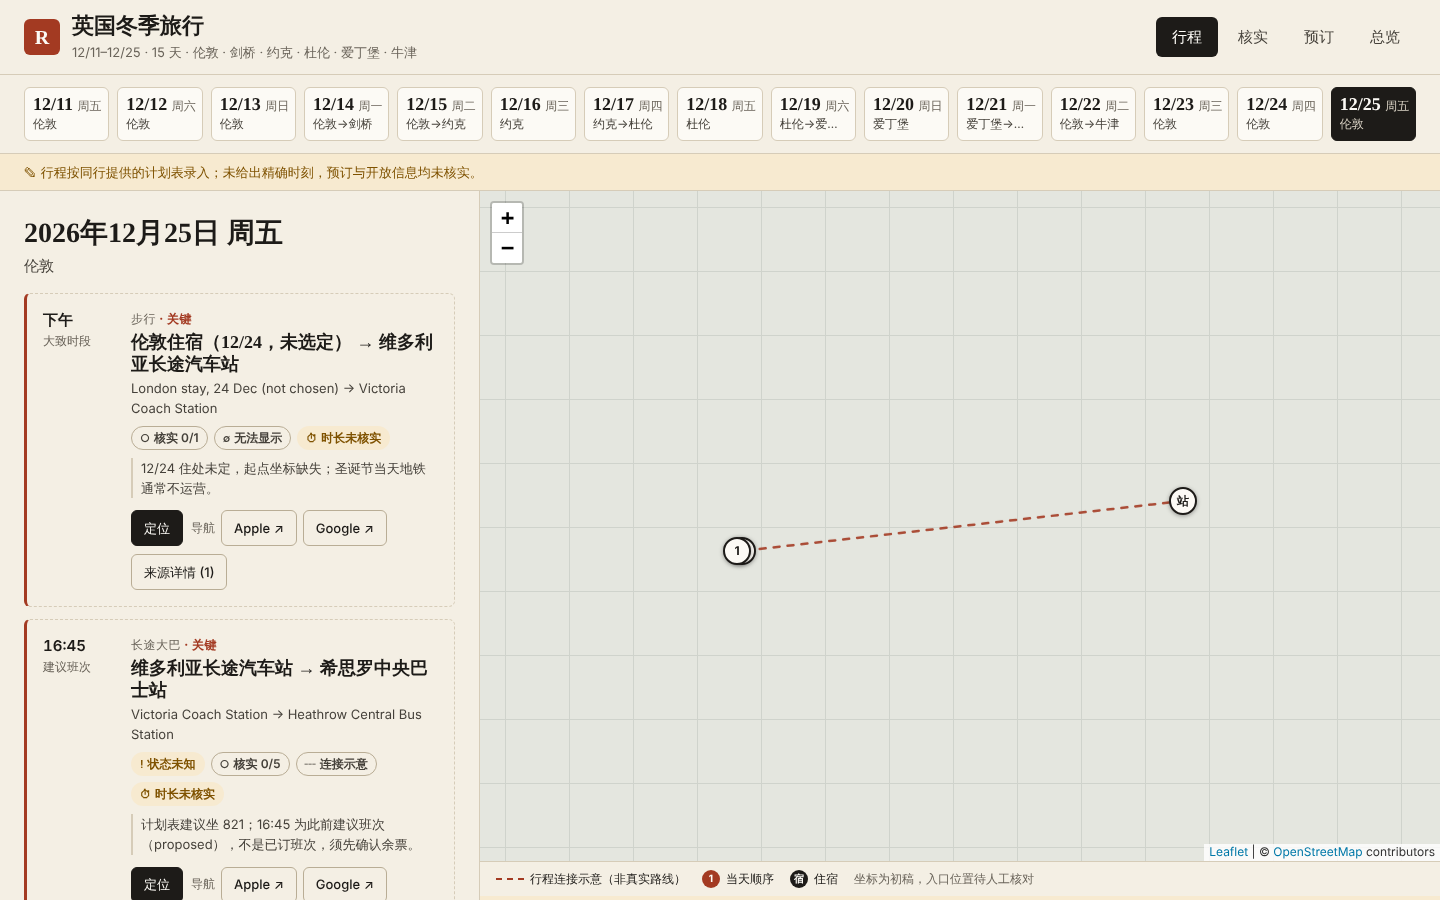 R
英国冬季旅行
12/11–12/25 · 15 天 · 伦敦 · 剑桥 · 约克 · 杜伦 · 爱丁堡 · 牛津
行程 核实 预订 总览
12/11 周五
伦敦
12/12 周六
伦敦
12/13 周日
伦敦
12/14 周一
伦敦→剑桥
12/15 周二
伦敦→约克
12/16 周三
约克
12/17 周四
约克→杜伦
12/18 周五
杜伦
12/19 周六
杜伦→爱…
12/20 周日
爱丁堡
12/21 周一
爱丁堡→…
12/22 周二
伦敦→牛津
12/23 周三
伦敦
12/24 周四
伦敦
12/25 周五
伦敦
✎ 行程按同行提供的计划表录入；未给出精确时刻，预订与开放信息均未核实。
2026年12月25日 周五
伦敦
下午
大致时段
步行 · 关键
伦敦住宿（12/24，未选定） → 维多利
亚长途汽车站
London stay, 24 Dec (not chosen) → Victoria
Coach Station
○ 核实 0/1 ⌀ 无法显示 ⏱ 时长未核实
12/24 住处未定，起点坐标缺失；圣诞节当天地铁
通常不运营。
定位 导航 Apple ↗ Google ↗
来源详情 (1)
16:45
建议班次
长途大巴 · 关键
维多利亚长途汽车站 → 希思罗中央巴
士站
Victoria Coach Station → Heathrow Central Bus
Station
! 状态未知 ○ 核实 0/5 ┄ 连接示意
⏱ 时长未核实
计划表建议坐 821；16:45 为此前建议班次
（proposed），不是已订班次，须先确认余票。
定位 导航 Apple ↗ Google ↗
+
−
1
站
Leaflet | © OpenStreetMap contributors
行程连接示意（非真实路线） 1 当天顺序 宿 住宿 坐标为初稿，入口位置待人工核对